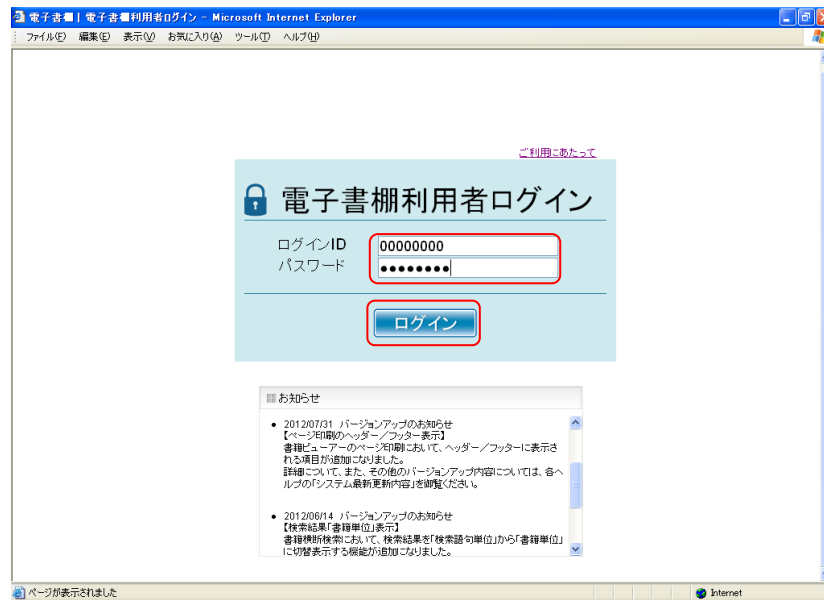 電子書棚 | 電子書棚利用者ログイン - Microsoft Internet Explorer
ファイル(F) 編集(E) 表示(V) お気に入り(A) ツール(T) ヘルプ(H)
ご利用にあたって
電子書棚利用者ログイン
ログインID 00000000
パスワード ●●●●●●●●
ログイン
お知らせ
● 2012/07/31 バージョンアップのお知らせ
【ページ印刷のヘッダー/フッター表示】
書籍ビューアーのページ印刷において、ヘッダー/フッターに表示さ
れる項目が追加になりました。
詳細について、また、その他のバージョンアップ内容については、各ヘ
ルプの「システム最新更新内容」を御覧ください。
● 2012/06/14 バージョンアップのお知らせ
【検索結果「書籍単位」表示】
書籍横断検索において、検索結果を「検索語句単位」から「書籍単位」
に切替表示する機能が追加になりました。
ページが表示されました
Internet